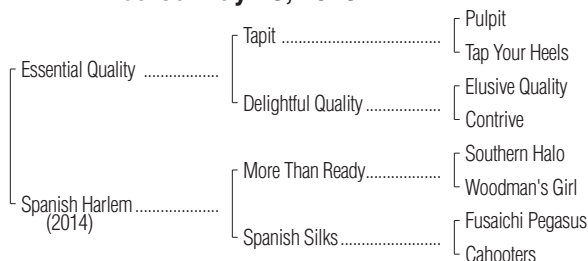 Pulpit
Tapit
Tap Your Heels
Essential Quality
Elusive Quality
Delightful Quality
Contrive
Southern Halo
More Than Ready
Woodman's Girl
Spanish Harlem
(2014)
Fusaichi Pegasus
Spanish Silks
Cahooters